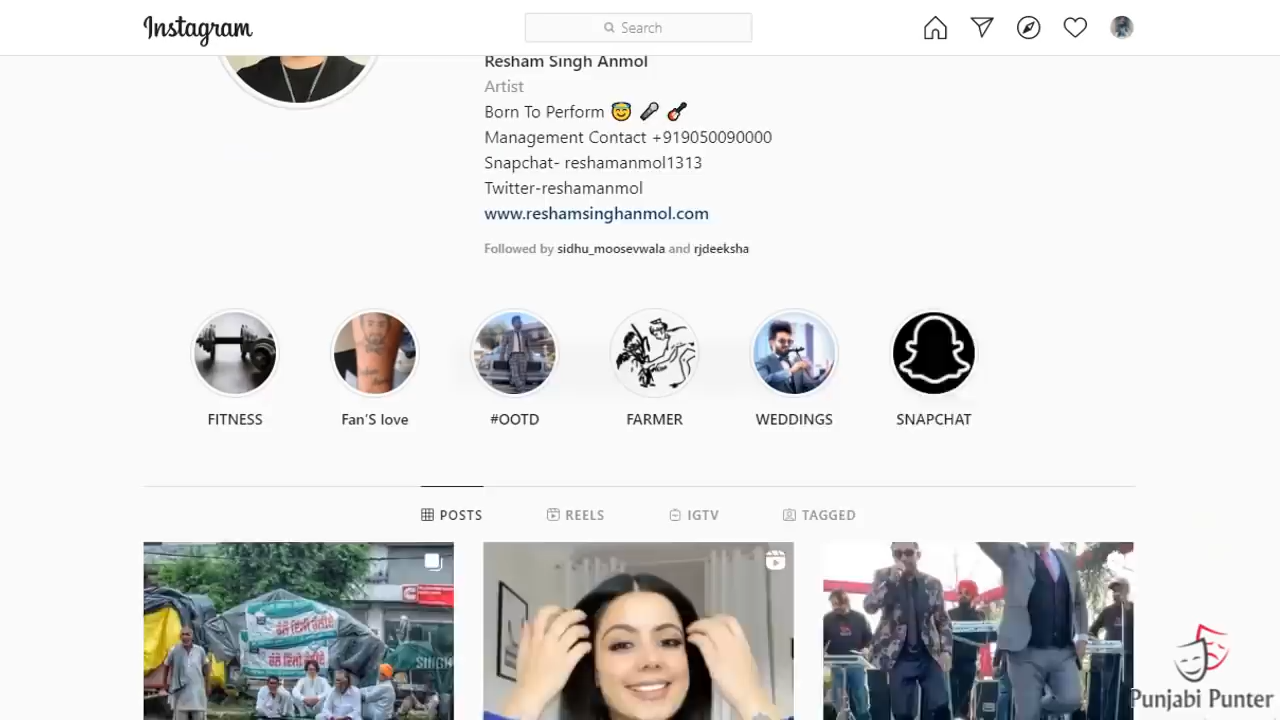 Instagram
Search
Resham Singh Anmol
Artist
Born To Perform 😇 🎤 🎸
Management Contact +919050090000
Snapchat- reshamanmol1313
Twitter-reshamanmol
www.reshamsinghanmol.com
Followed by sidhu_moosevwala and rjdeeksha
FITNESS
Fan'S love
#OOTD
FARMER
WEDDINGS
SNAPCHAT
POSTS
REELS
IGTV
TAGGED
SINGH
Punjabi Punter